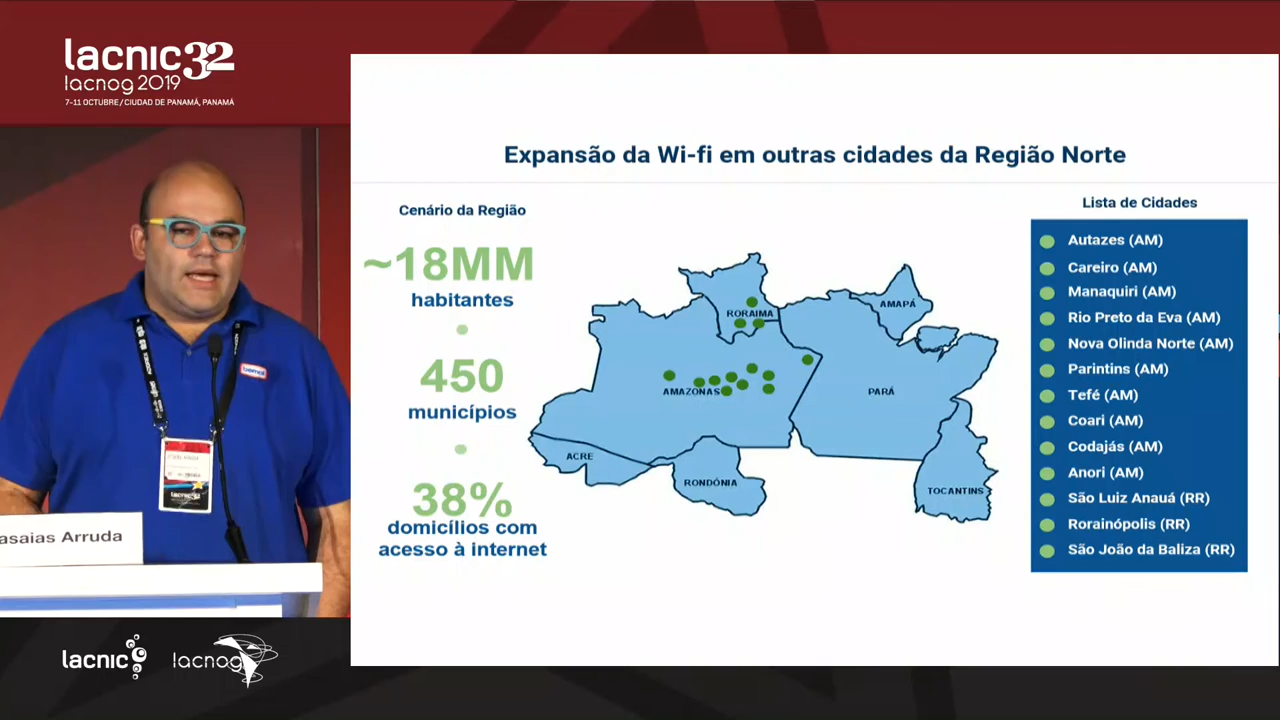 lacnic32
lacnog 2019
7-11 OCTUBRE / CIUDAD DE PANAMÁ, PANAMÁ
Expansão da Wi-fi em outras cidades da Região Norte
Cenário da Região
~18MM
habitantes
450
municípios
38%
domicílios com
acesso à internet
RORAIMA
AMAPÁ
AMAZONAS
PARÁ
ACRE
RONDÔNIA
TOCANTINS
Lista de Cidades
Autazes (AM)
Careiro (AM)
Manaquiri (AM)
Rio Preto da Eva (AM)
Nova Olinda Norte (AM)
Parintins (AM)
Tefé (AM)
Coari (AM)
Codajás (AM)
Anori (AM)
São Luiz Anauá (RR)
Rorainópolis (RR)
São João da Baliza (RR)
bemol
lacnic32
asaias Arruda
lacnic
lacnog